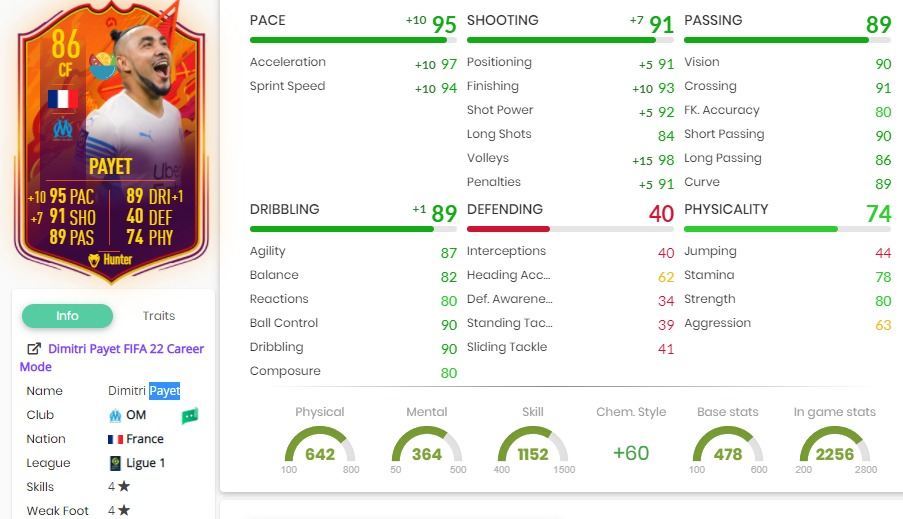 86
CF
PAYET
+10 95 PAC
89 DRI+1
+7 91 SHO
40 DEF
89 PAS
74 PHY
Hunter
Info
Traits
Dimitri Payet FIFA 22 Career
Mode
Name Dimitri Payet
Club OM
Nation France
League Ligue 1
Skills 4★
Weak Foot 4★
PACE +10 95
Acceleration +10 97
Sprint Speed +10 94
SHOOTING +7 91
Positioning +5 91
Finishing +10 93
Shot Power +5 92
Long Shots 84
Volleys +15 98
Penalties +5 91
PASSING 89
Vision 90
Crossing 91
FK. Accuracy 80
Short Passing 90
Long Passing 86
Curve 89
DRIBBLING +1 89
Agility 87
Balance 82
Reactions 80
Ball Control 90
Dribbling 90
Composure 80
DEFENDING 40
Interceptions 40
Heading Acc... 62
Def. Awarene... 34
Standing Tac... 39
Sliding Tackle 41
PHYSICALITY 74
Jumping 44
Stamina 78
Strength 80
Aggression 63
Physical
642
100 800
Mental
364
50 500
Skill
1152
400 1500
Chem. Style
+60
Base stats
478
100 600
In game stats
2256
200 2800